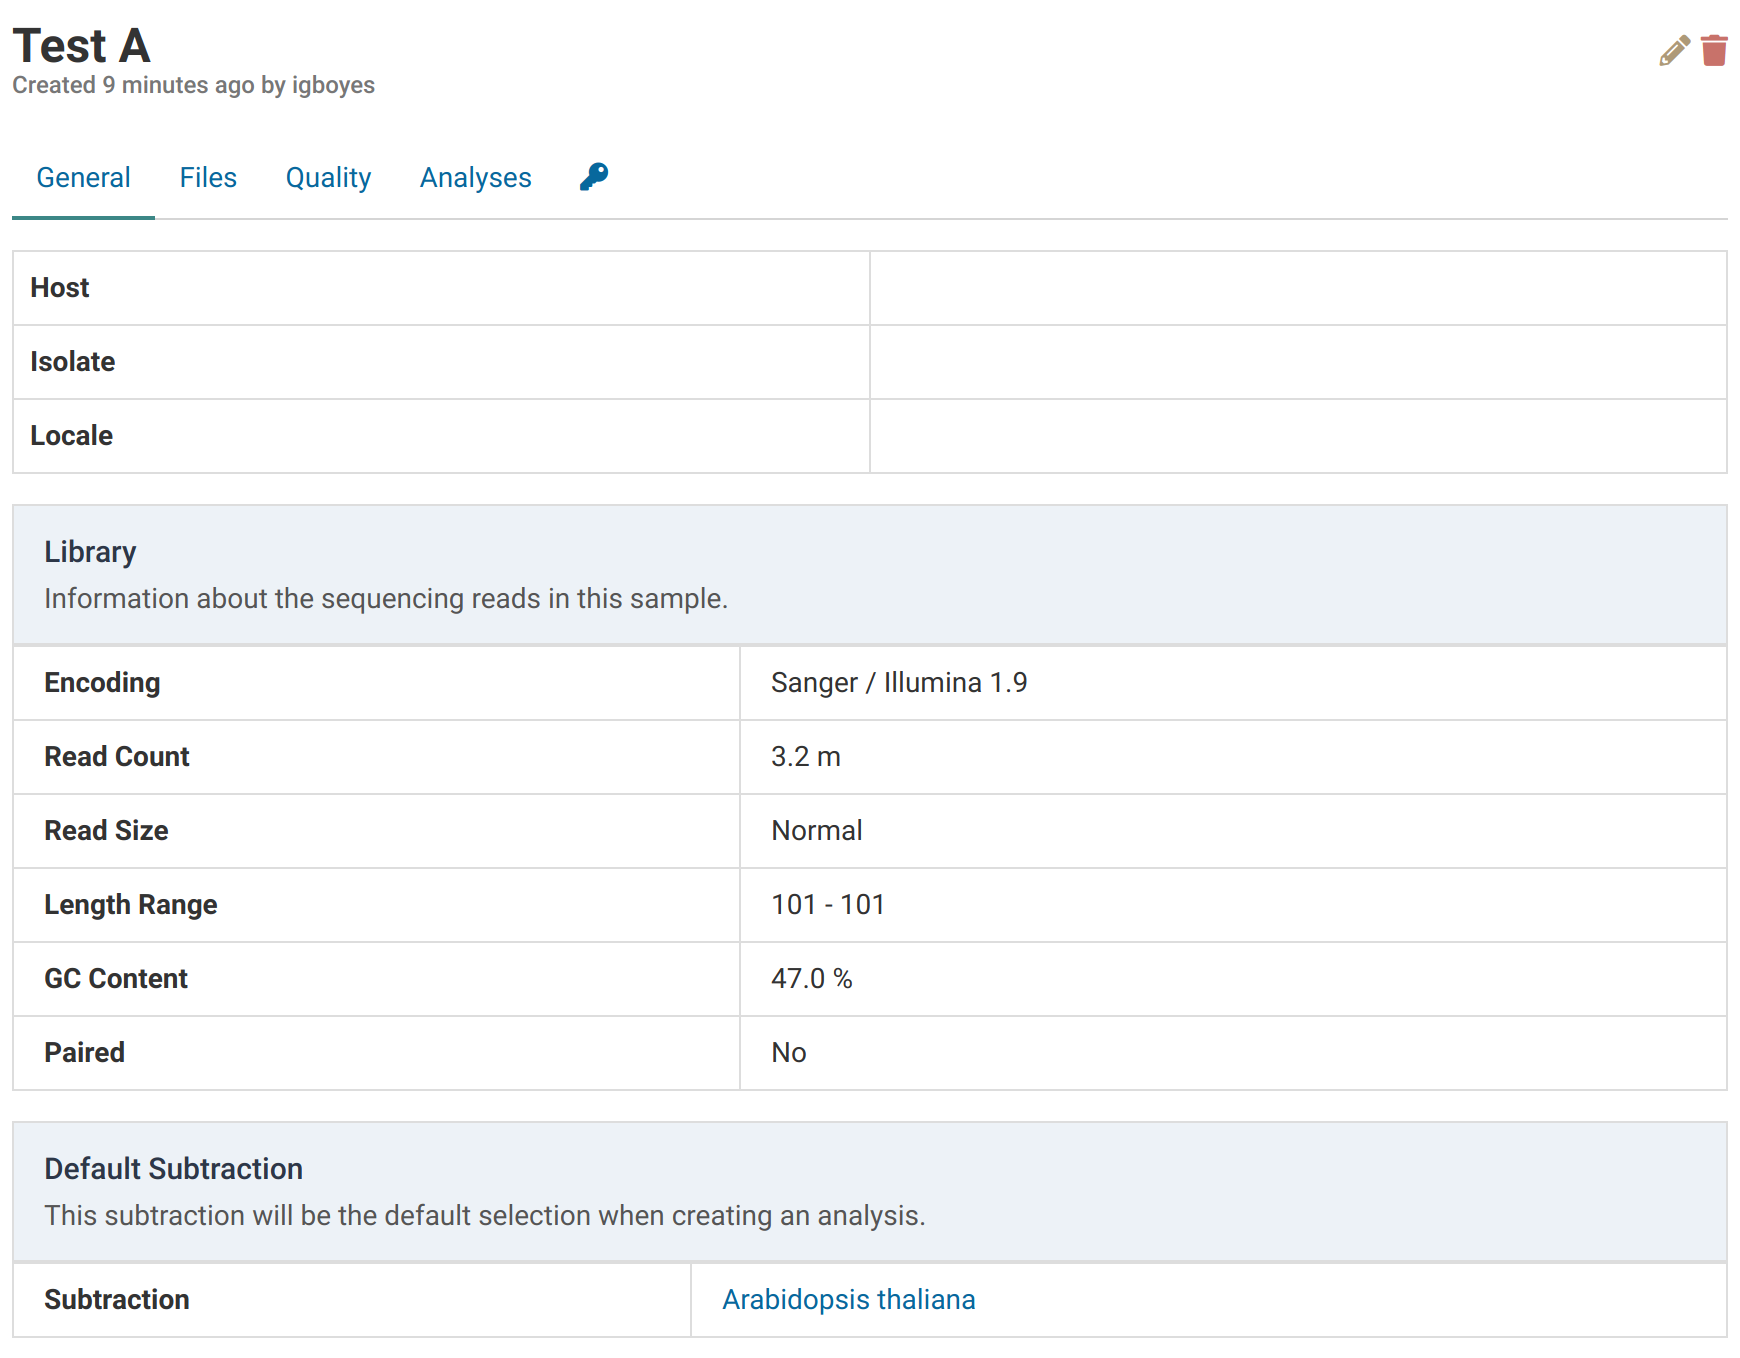 Test A
Created 9 minutes ago by igboyes
General Files Quality Analyses
Host
Isolate
Locale
Library
Information about the sequencing reads in this sample.
Encoding Sanger / Illumina 1.9
Read Count 3.2 m
Read Size Normal
Length Range 101 - 101
GC Content 47.0 %
Paired No
Default Subtraction
This subtraction will be the default selection when creating an analysis.
Subtraction Arabidopsis thaliana